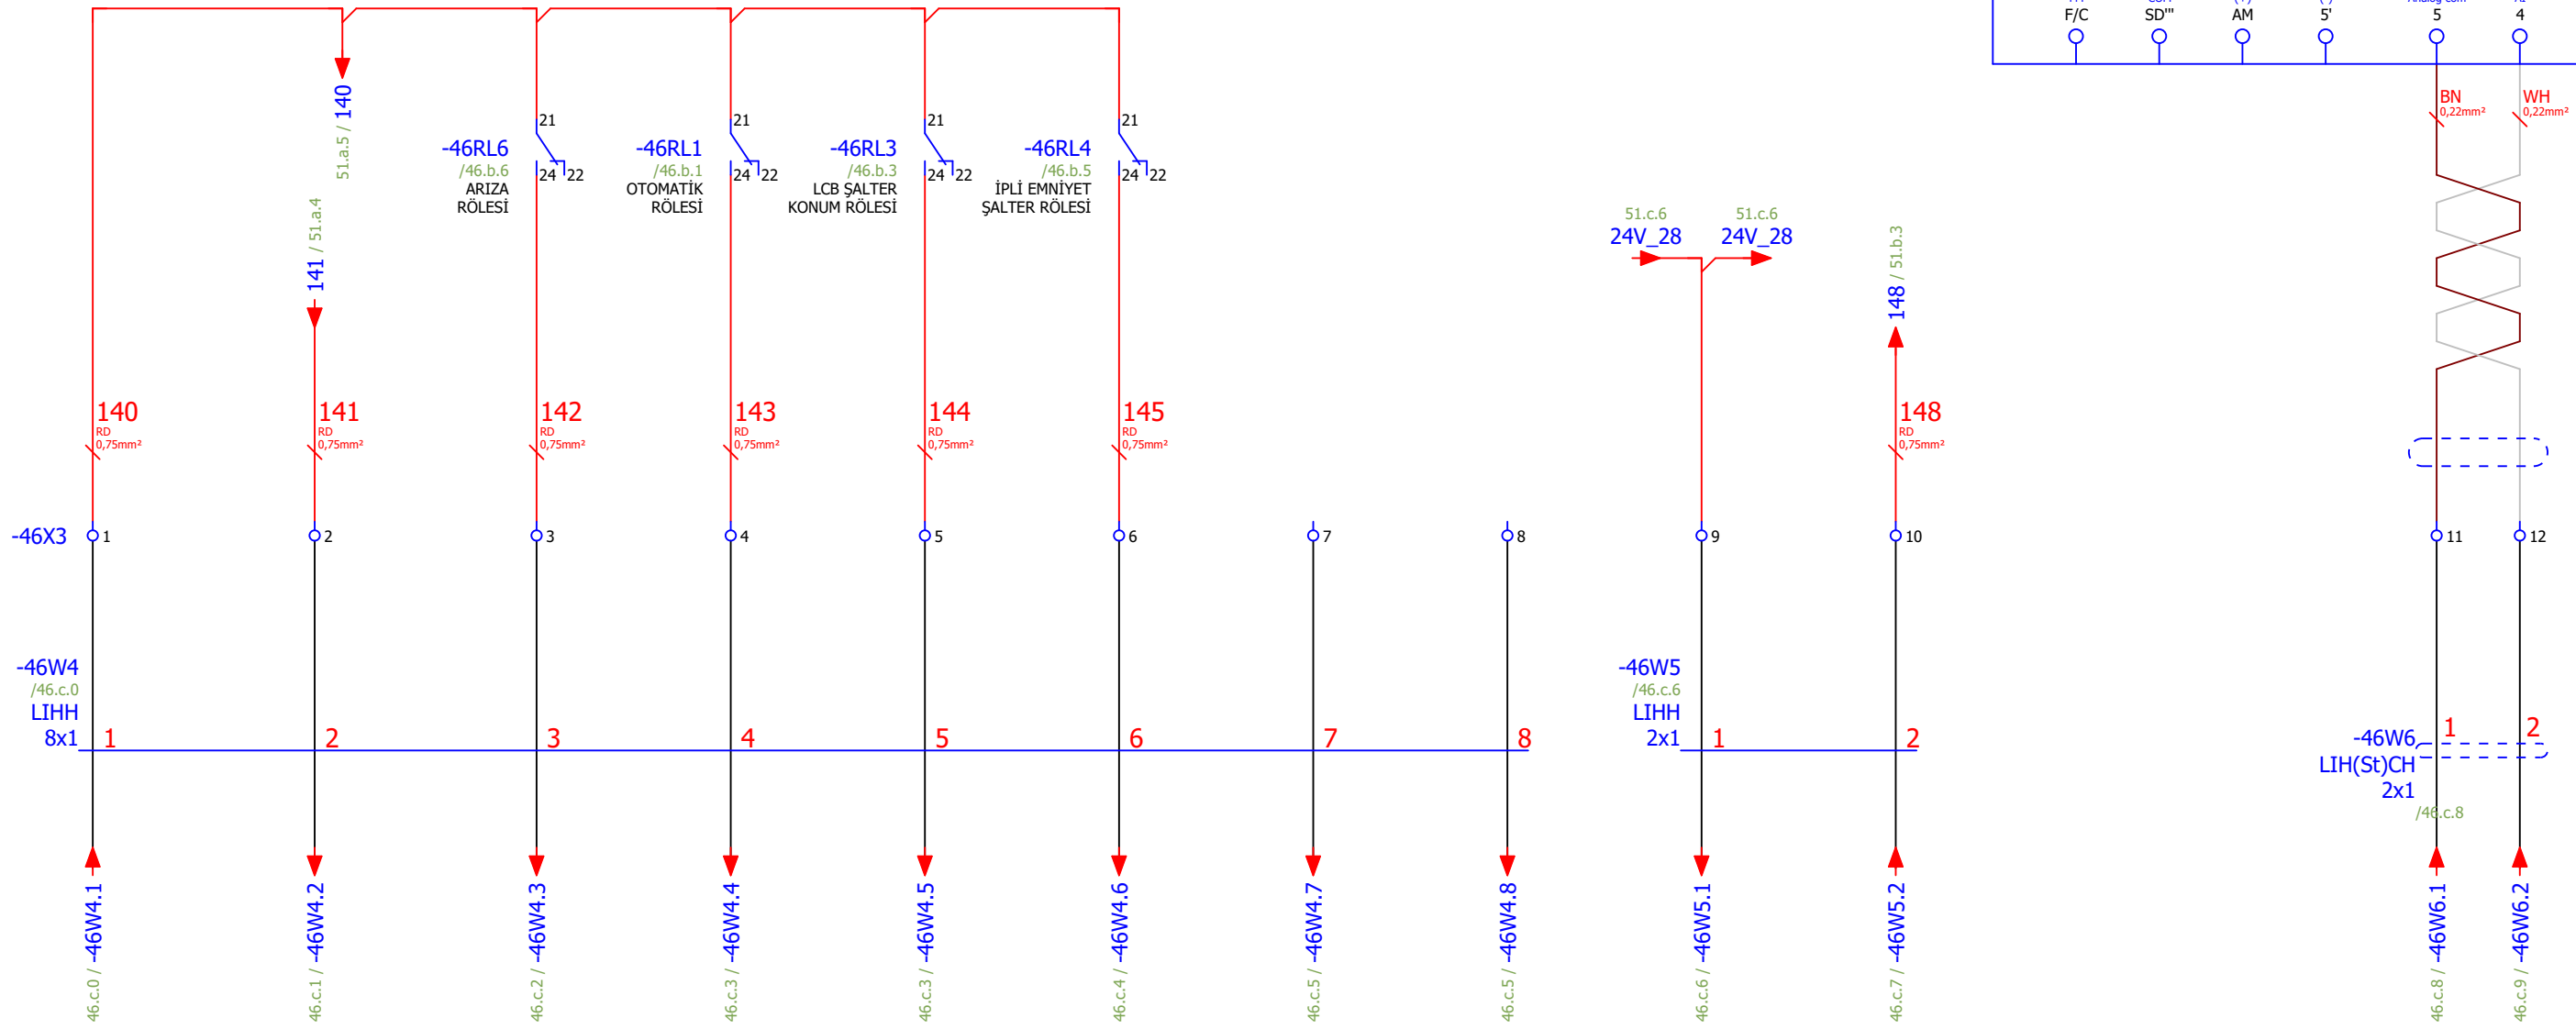 F/C
SD'''
AM
5'
5
4
BN
0,22mm²
WH
0,22mm²
51.a.5 / 140
141 / 51.a.4
21
-46RL6
/46.b.6
24 22
ARIZA
RÖLESİ
21
-46RL1
/46.b.1
24 22
OTOMATİK
RÖLESİ
21
-46RL3
/46.b.3
24 22
LCB ŞALTER
KONUM RÖLESİ
21
-46RL4
/46.b.5
24 22
İPLİ EMNİYET
ŞALTER RÖLESİ
51.c.6
24V_28
51.c.6
24V_28
148 / 51.b.3
140
RD
0,75mm²
141
RD
0,75mm²
142
RD
0,75mm²
143
RD
0,75mm²
144
RD
0,75mm²
145
RD
0,75mm²
148
RD
0,75mm²
-46X3
1
2
3
4
5
6
7
8
9
10
11
12
-46W4
/46.c.0
LIHH
8x1
1
2
3
4
5
6
7
8
-46W5
/46.c.6
LIHH
2x1
1
2
-46W6
LIH(St)CH
2x1
/46.c.8
1
2
46.c.0 / -46W4.1
46.c.1 / -46W4.2
46.c.2 / -46W4.3
46.c.3 / -46W4.4
46.c.3 / -46W4.5
46.c.4 / -46W4.6
46.c.5 / -46W4.7
46.c.5 / -46W4.8
46.c.6 / -46W5.1
46.c.7 / -46W5.2
46.c.8 / -46W6.1
46.c.9 / -46W6.2